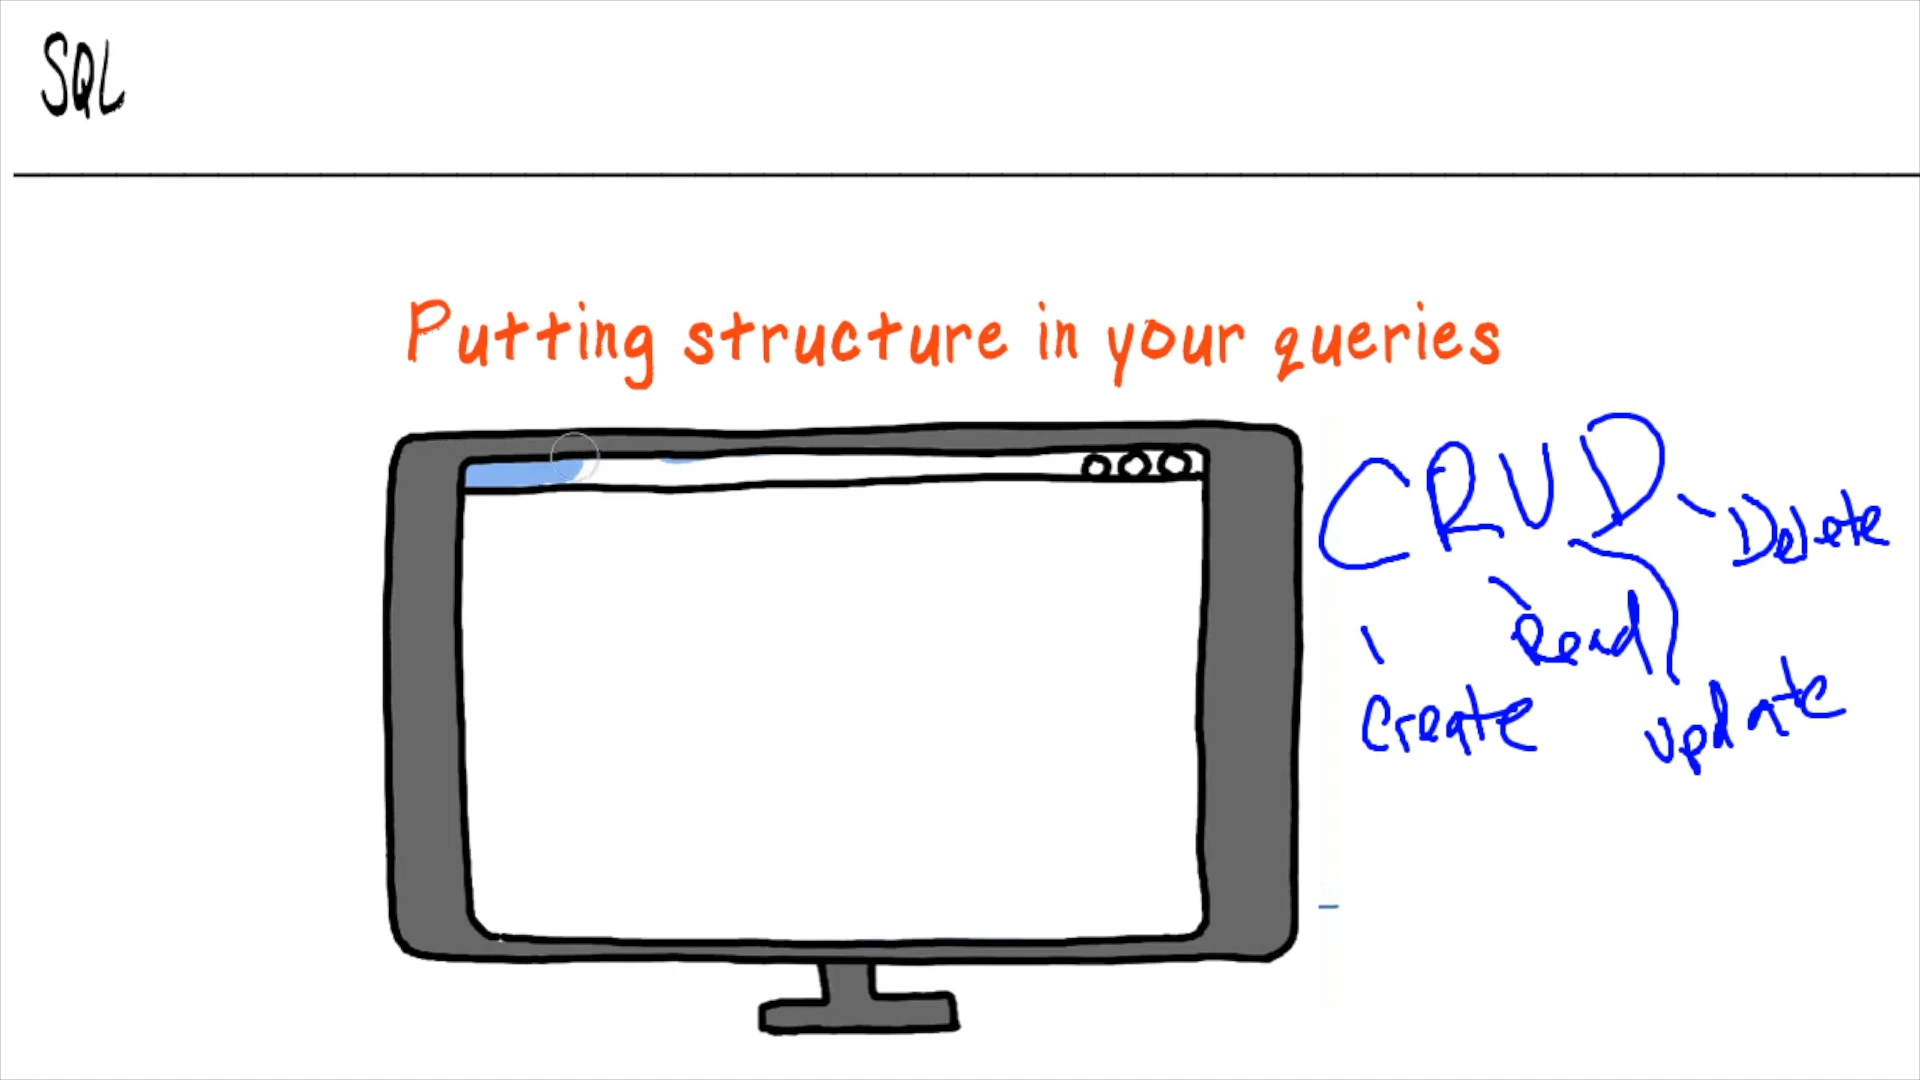 SQL
Putting structure in your queries
CRUD
Delete
Read
Create
Update